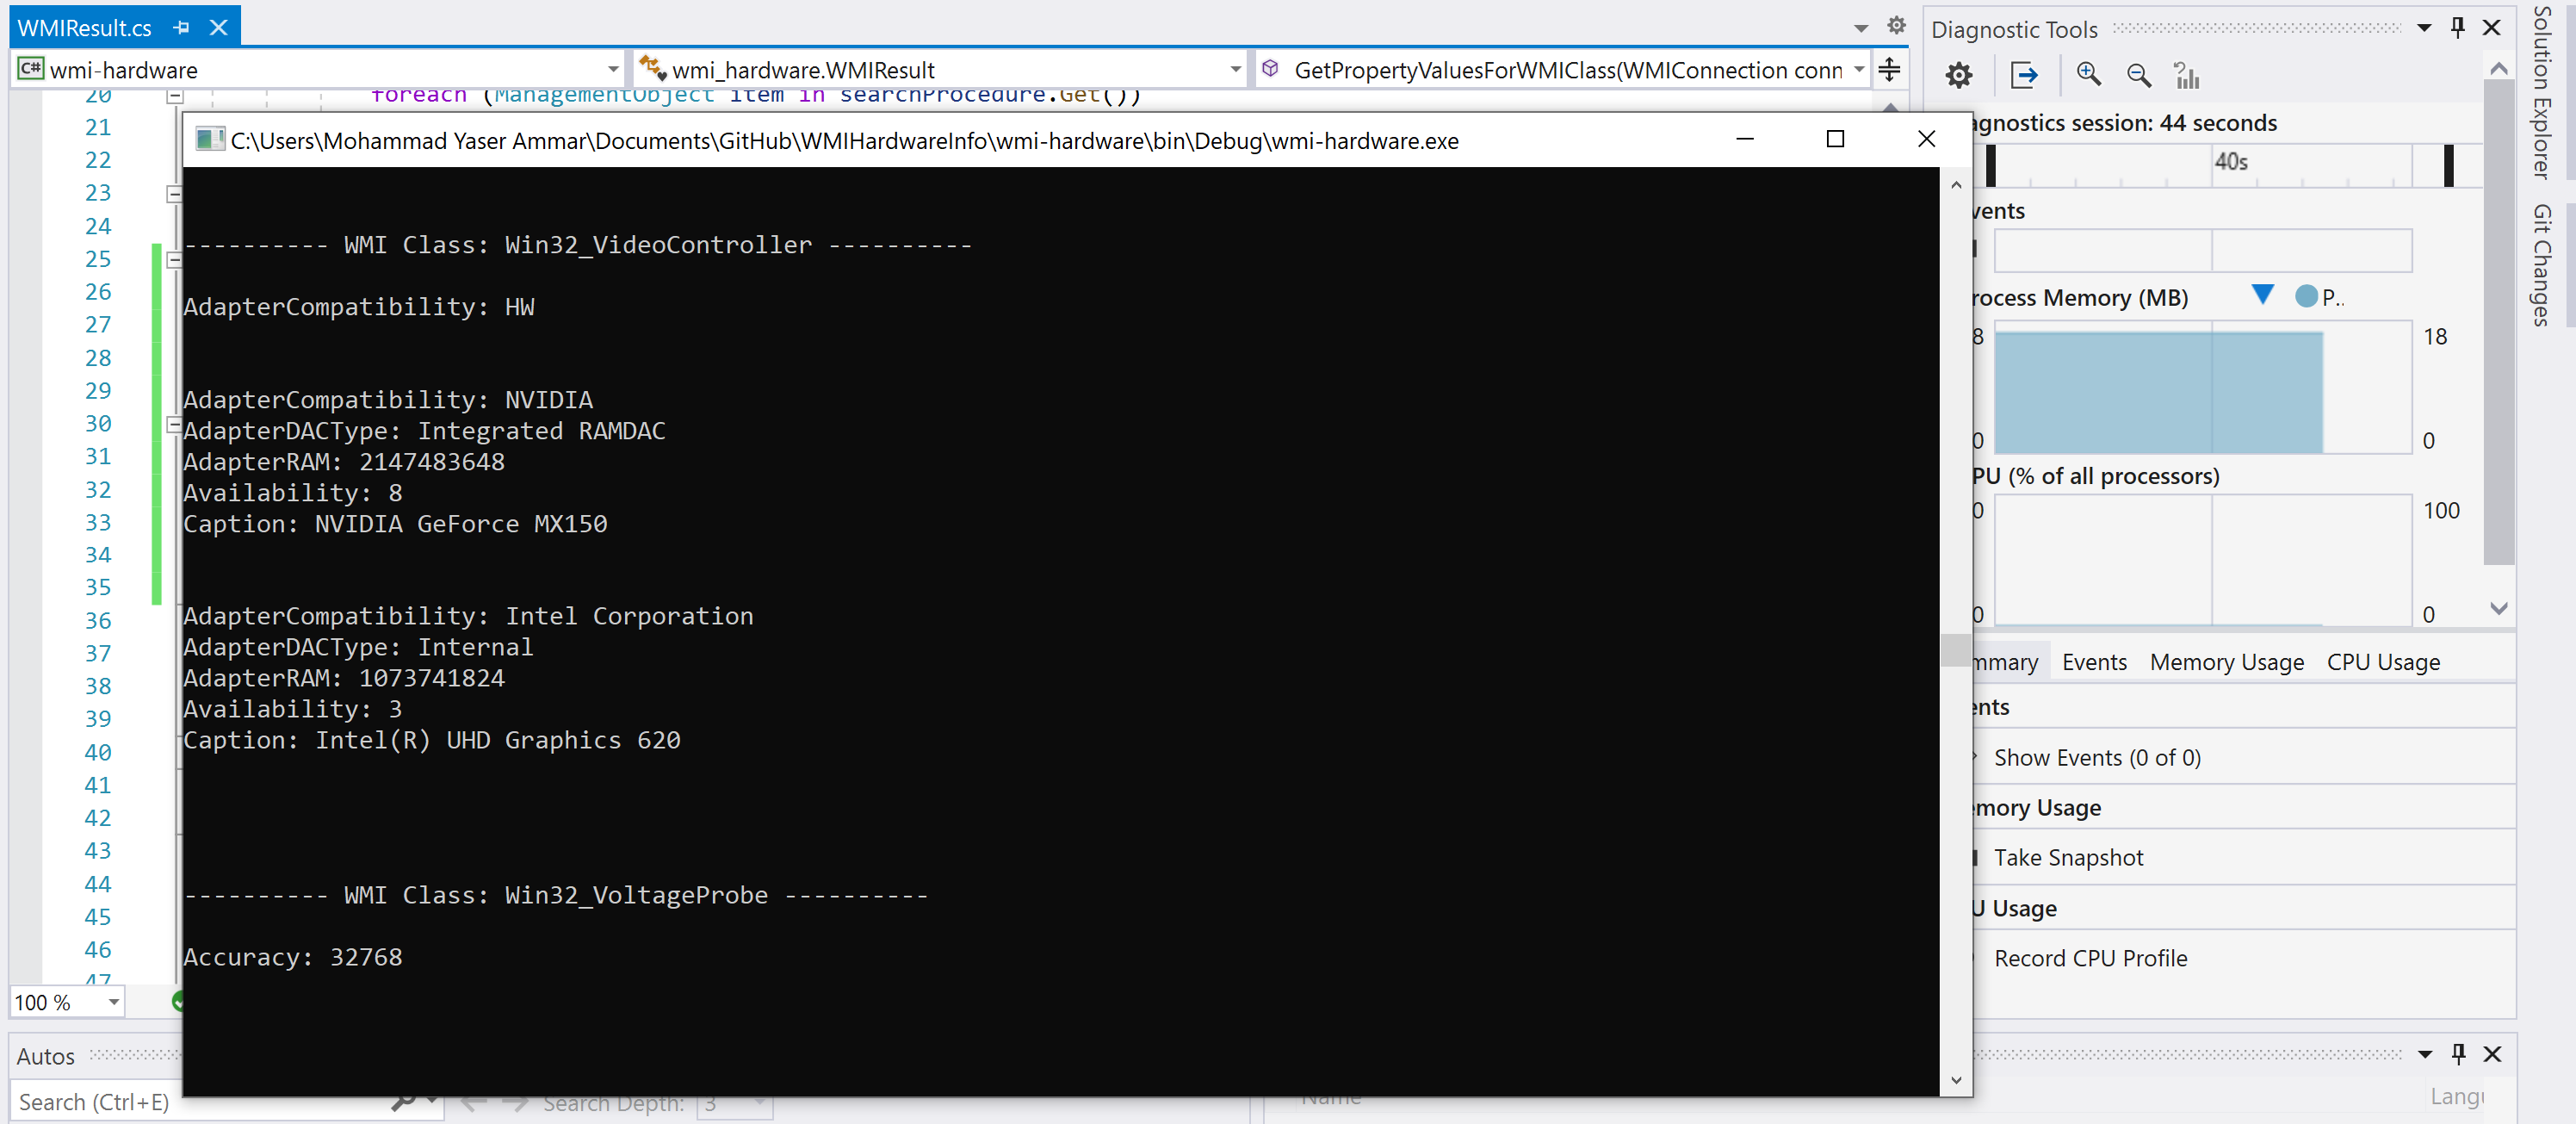 WMIResult.cs
wmi-hardware
wmi_hardware.WMIResult
GetPropertyValuesForWMIClass(WMIConnection conn
20 foreach (ManagementObject item in searchProcedure.Get())
21
22
23
24
25
26
27
28
29
30
31
32
33
34
35
36
37
38
39
40
41
42
43
44
45
46
47
100 %
C:\Users\Mohammad Yaser Ammar\Documents\GitHub\WMIHardwareInfo\wmi-hardware\bin\Debug\wmi-hardware.exe
---------- WMI Class: Win32_VideoController ----------
AdapterCompatibility: HW
AdapterCompatibility: NVIDIA
AdapterDACType: Integrated RAMDAC
AdapterRAM: 2147483648
Availability: 8
Caption: NVIDIA GeForce MX150
AdapterCompatibility: Intel Corporation
AdapterDACType: Internal
AdapterRAM: 1073741824
Availability: 3
Caption: Intel(R) UHD Graphics 620
---------- WMI Class: Win32_VoltageProbe ----------
Accuracy: 32768
Diagnostic Tools
agnostics session: 44 seconds
40s
vents
rocess Memory (MB)
P..
8
18
0
0
PU (% of all processors)
0
100
0
0
mmary
Events
Memory Usage
CPU Usage
ents
Show Events (0 of 0)
emory Usage
Take Snapshot
U Usage
Record CPU Profile
Solution Explorer
Git Changes
Autos
Search (Ctrl+E)
Search Depth: 3
Name
Langu